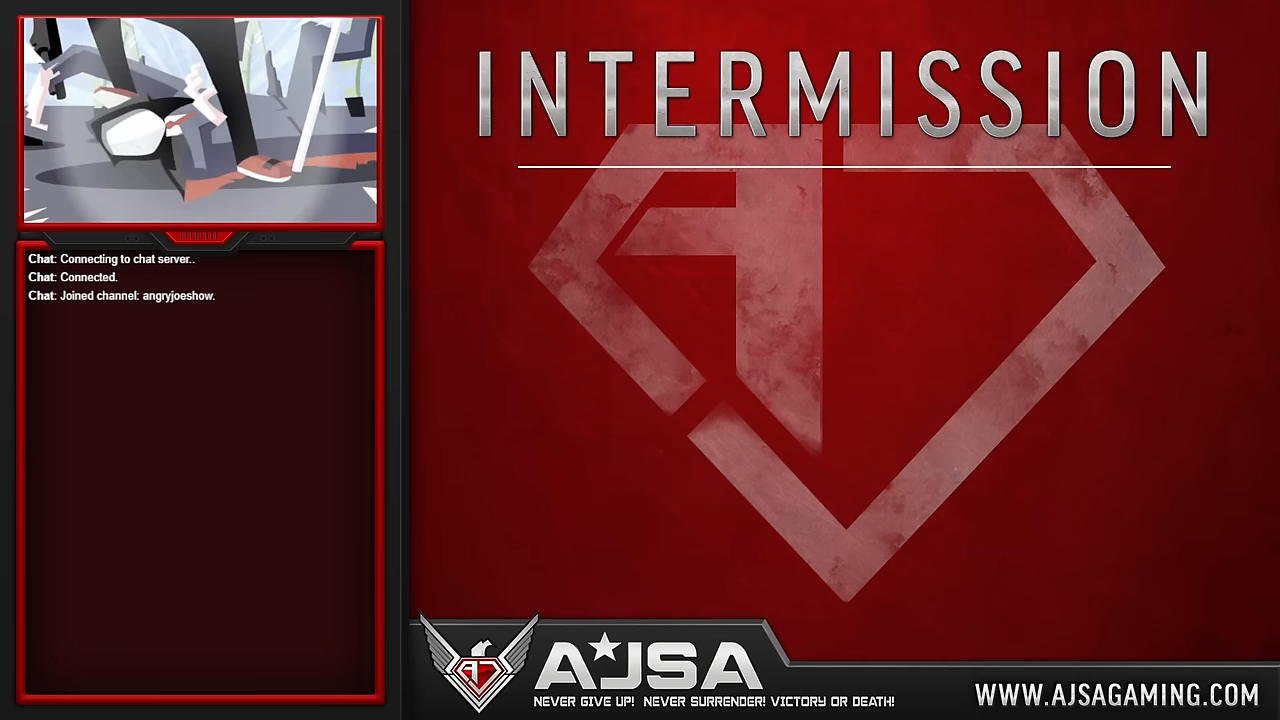 INTERMISSION
Chat: Connecting to chat server..
Chat: Connected.
Chat: Joined channel: angryjoeshow.
AJSA
NEVER GIVE UP! NEVER SURRENDER! VICTORY OR DEATH!
WWW.AJSAGAMING.COM